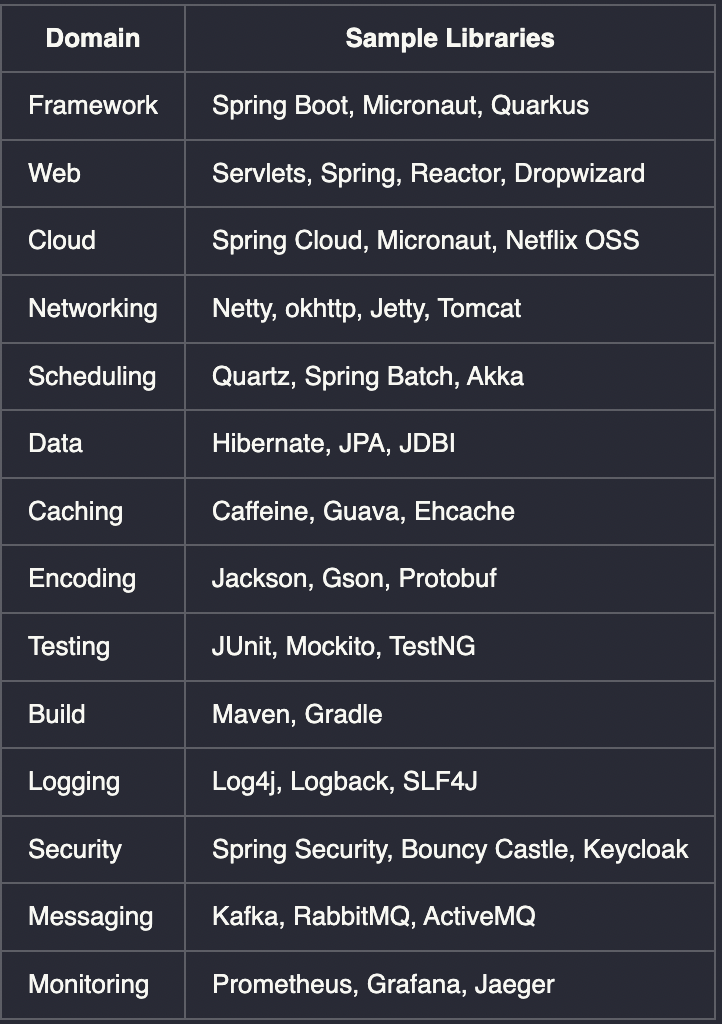 Domain Sample Libraries
Framework Spring Boot, Micronaut, Quarkus
Web Servlets, Spring, Reactor, Dropwizard
Cloud Spring Cloud, Micronaut, Netflix OSS
Networking Netty, okhttp, Jetty, Tomcat
Scheduling Quartz, Spring Batch, Akka
Data Hibernate, JPA, JDBI
Caching Caffeine, Guava, Ehcache
Encoding Jackson, Gson, Protobuf
Testing JUnit, Mockito, TestNG
Build Maven, Gradle
Logging Log4j, Logback, SLF4J
Security Spring Security, Bouncy Castle, Keycloak
Messaging Kafka, RabbitMQ, ActiveMQ
Monitoring Prometheus, Grafana, Jaeger